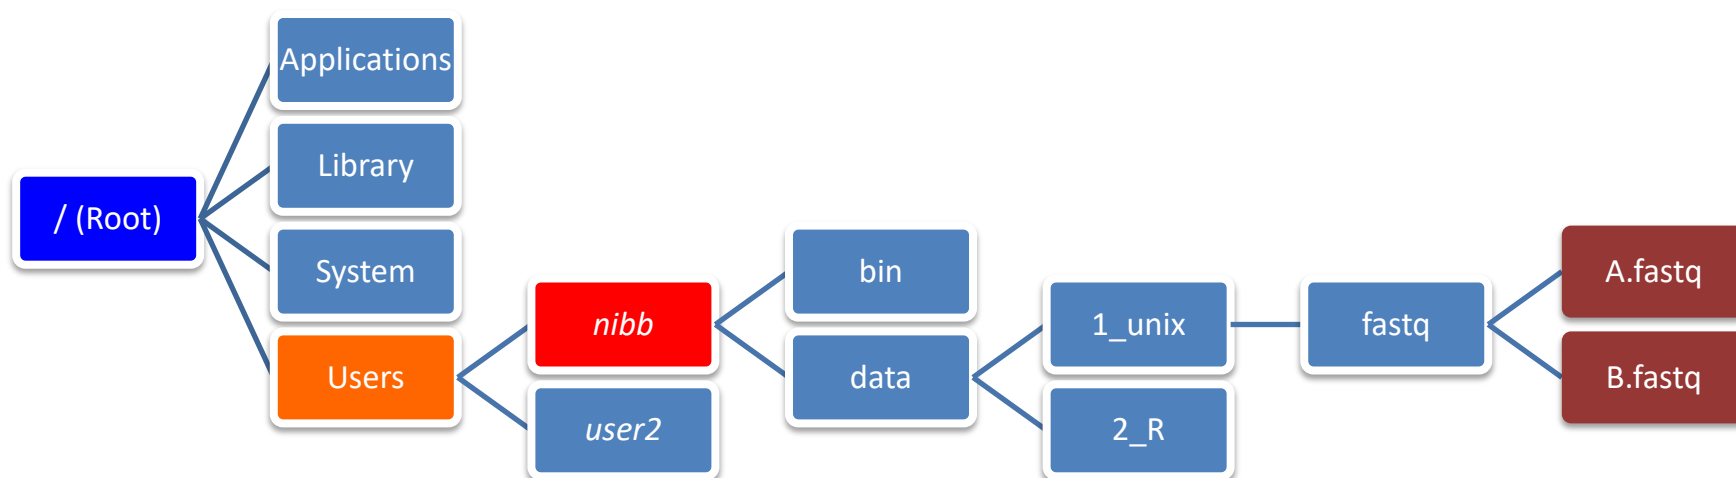 / (Root)
Applications
Library
System
Users
nibb
user2
bin
data
1_unix
2_R
fastq
A.fastq
B.fastq